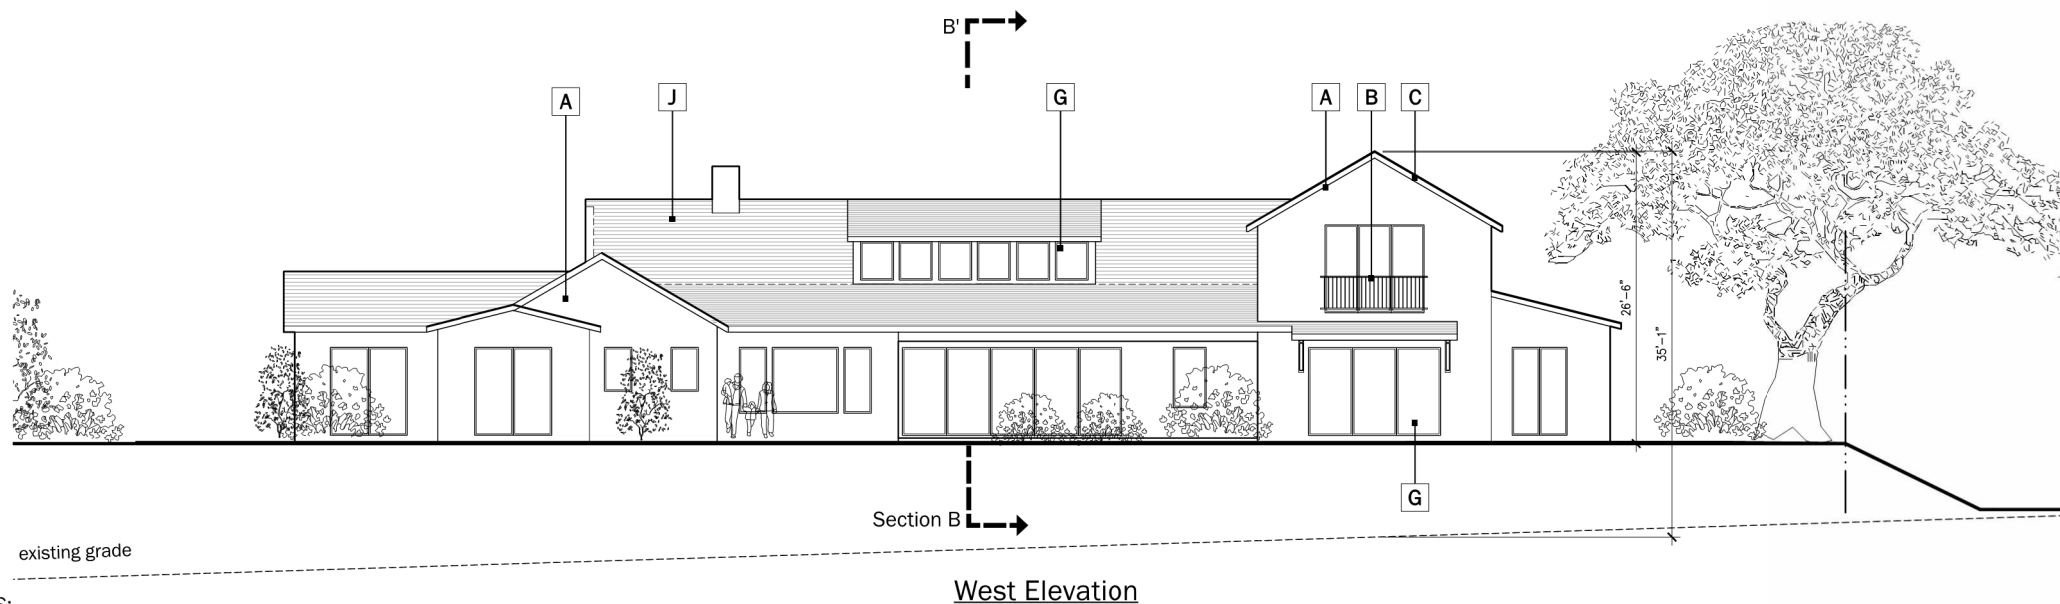 B'
A
J
G
A
B
C
26'-6"
35'-1"
G
Section B
existing grade
West Elevation